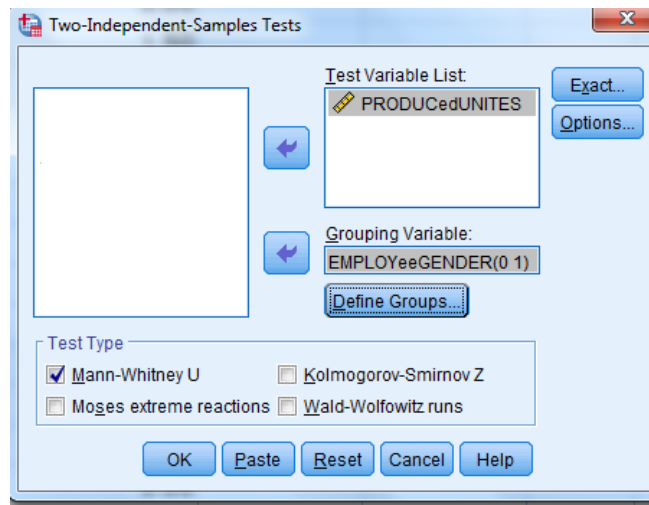 Two-Independent-Samples Tests
X
Test Variable List:
PRODUCedUNITES
Exact...
Options...
Grouping Variable:
EMPLOYeeGENDER(0 1)
Define Groups...
Test Type
Mann-Whitney U
Kolmogorov-Smirnov Z
Moses extreme reactions
Wald-Wolfowitz runs
OK Paste Reset Cancel Help